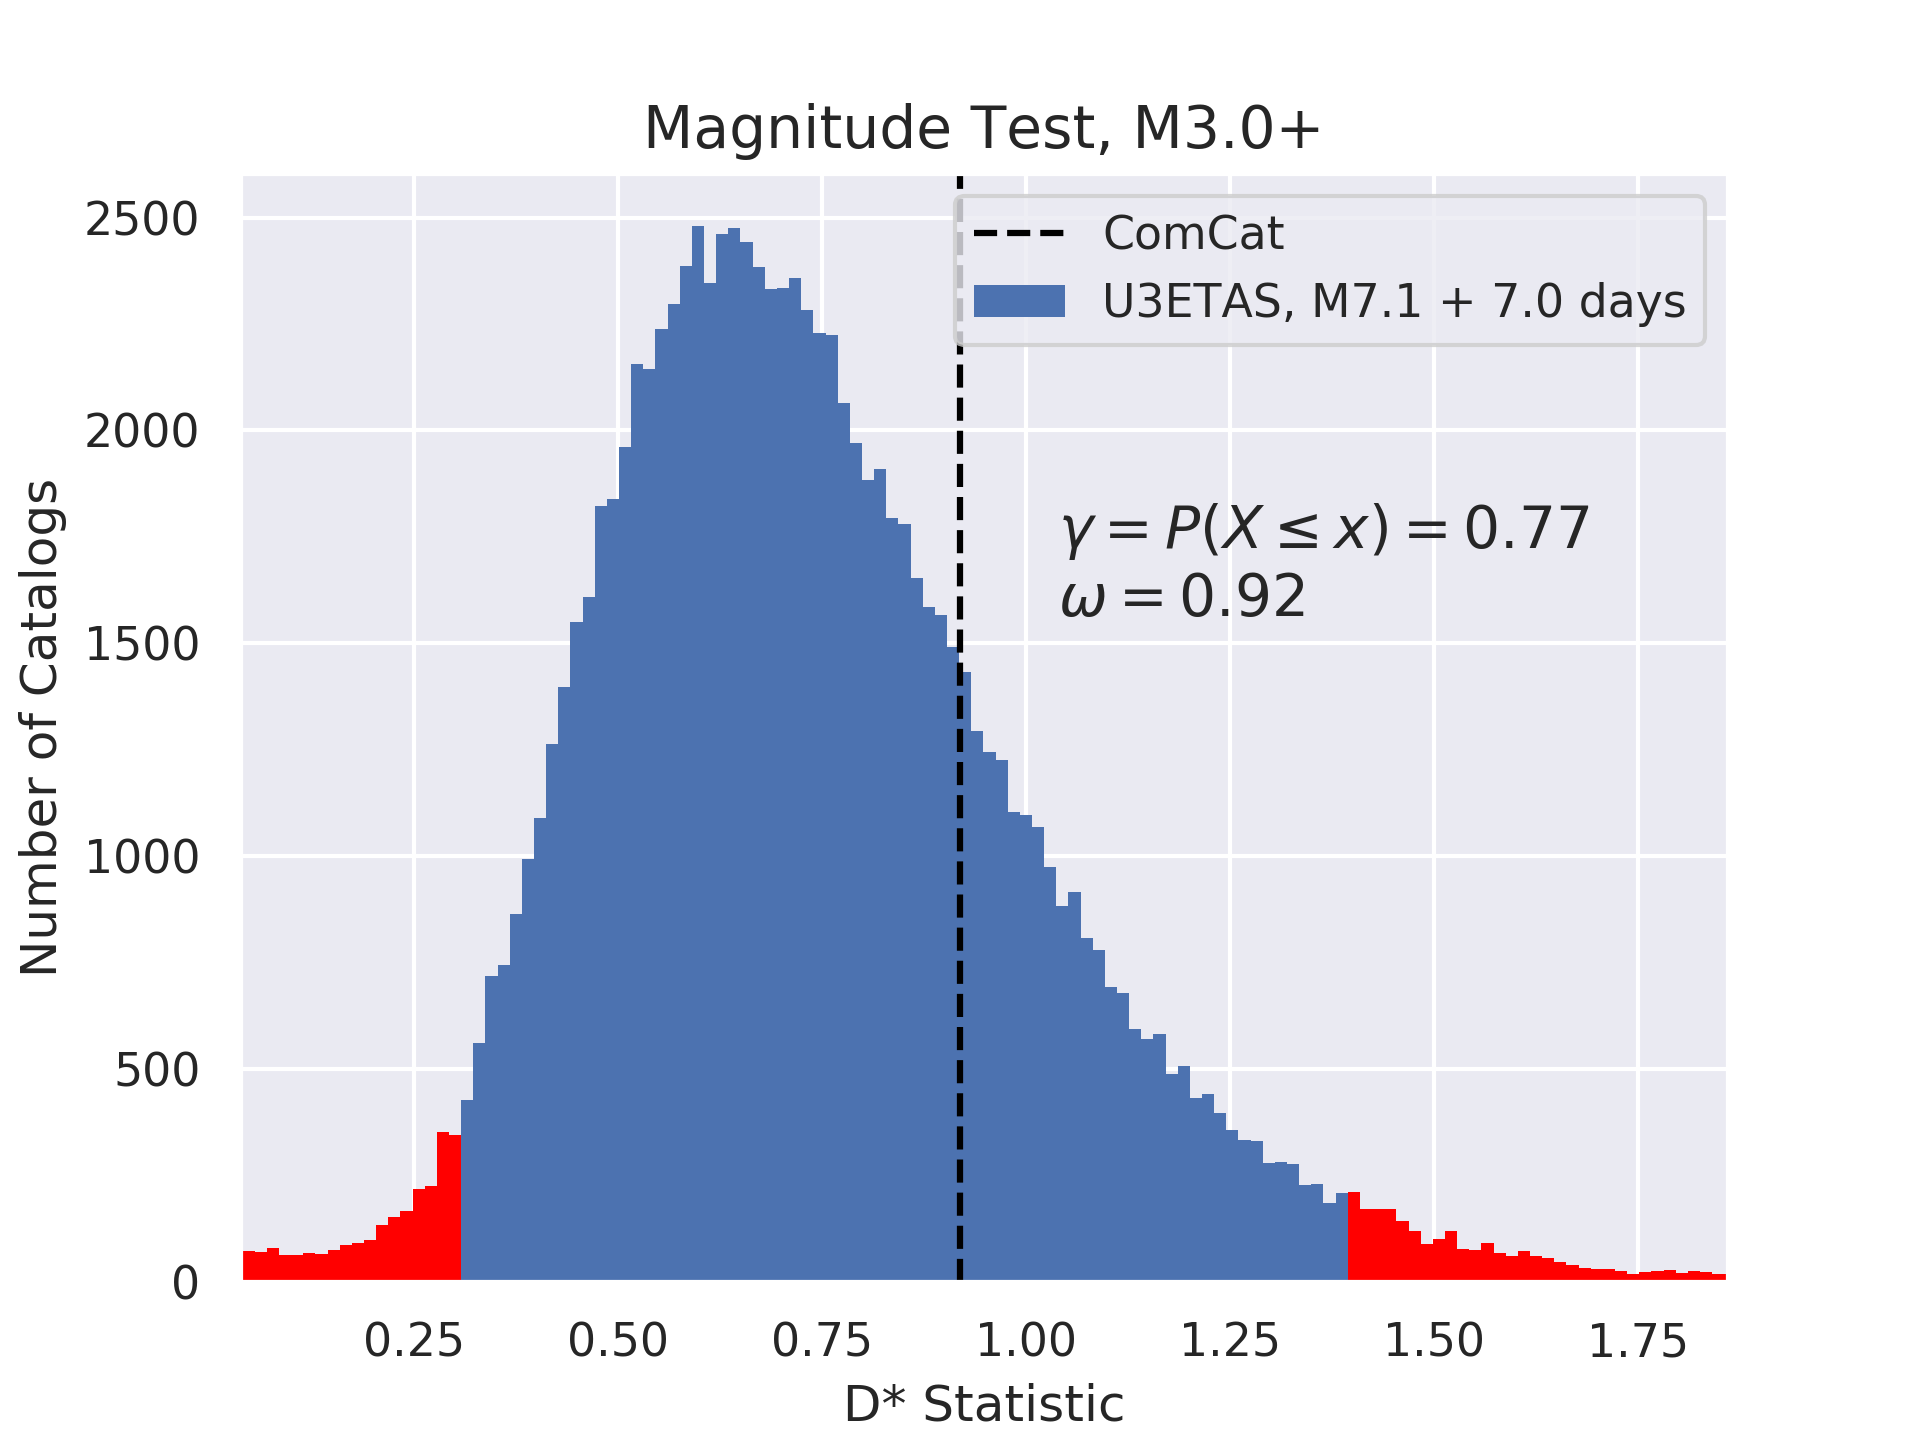 Magnitude Test, M3.0+
ComCat
U3ETAS, M7.1 + 7.0 days
γ = P(X ≤ x) = 0.77
ω = 0.92
Number of Catalogs
2500
2000
1500
1000
500
0
0.25 0.50 0.75 1.00 1.25 1.50 1.75
D* Statistic